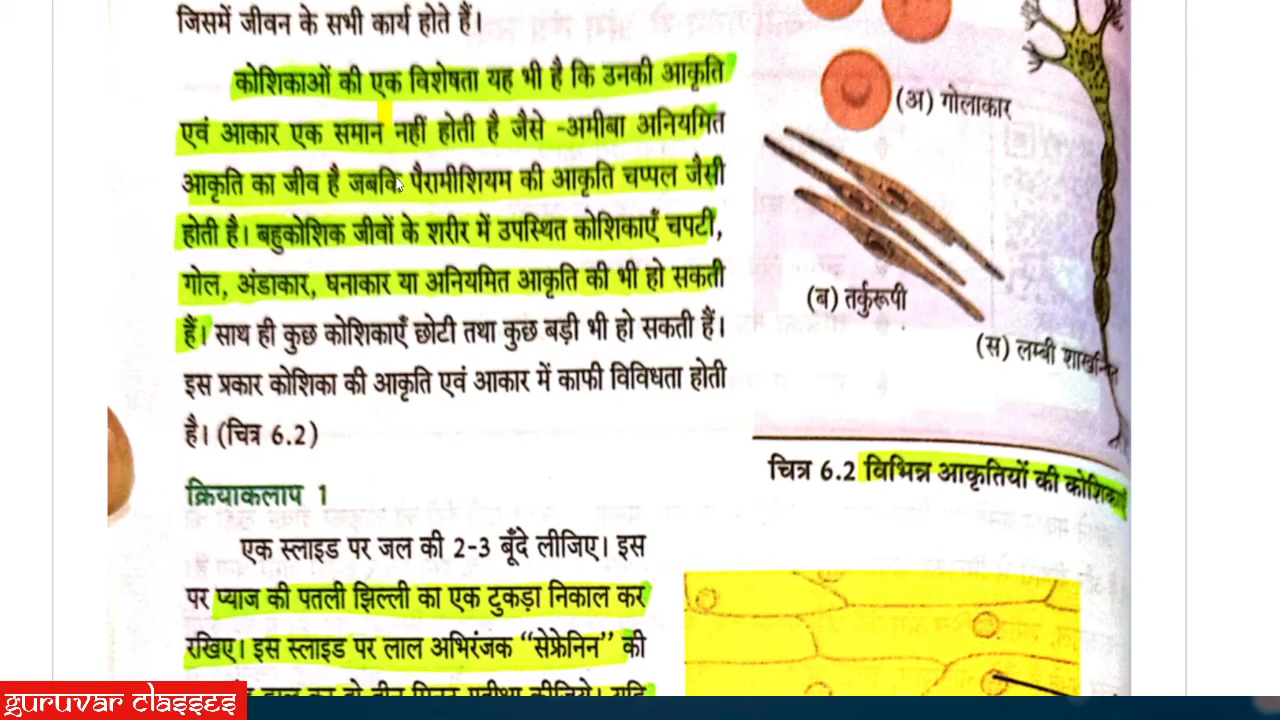 जिसमें जीवन के सभी कार्य होते हैं।
कोशिकाओं की एक विशेषता यह भी है कि उनकी आकृति
एवं आकार एक समान नहीं होती है जैसे -अमीबा अनियमित
आकृति का जीव है जबकि पैरामीशियम की आकृति चप्पल जैसी
होती है। बहुकोशिक जीवों के शरीर में उपस्थित कोशिकाएँ चपटी,
गोल, अंडाकार, घनाकार या अनियमित आकृति की भी हो सकती
हैं। साथ ही कुछ कोशिकाएँ छोटी तथा कुछ बड़ी भी हो सकती हैं।
इस प्रकार कोशिका की आकृति एवं आकार में काफी विविधता होती
है। (चित्र 6.2)
(अ) गोलाकार
(ब) तर्कुरूपी
(स) लम्बी
चित्र 6.2 विभिन्न आकृतियों की
क्रियाकलाप 1
एक स्लाइड पर जल की 2-3 बूँदे लीजिए। इस
पर प्याज की पतली झिल्ली का एक टुकड़ा निकाल कर
रखिए। इस स्लाइड पर लाल अभिरंजक "सेफ्रेनिन" की
guruvar classes